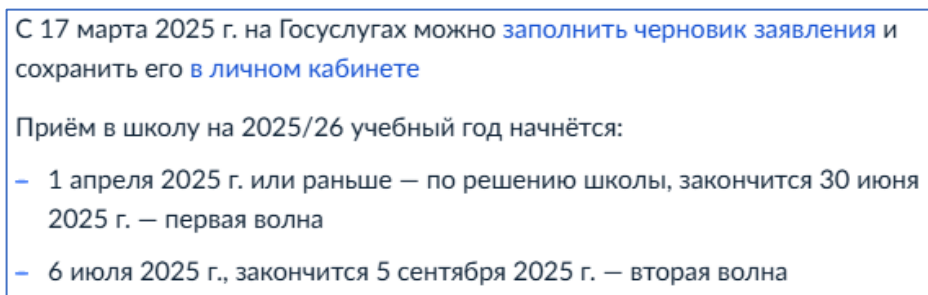 С 17 марта 2025 г. на Госуслугах можно заполнить черновик заявления и
сохранить его в личном кабинете
Приём в школу на 2025/26 учебный год начнётся:
– 1 апреля 2025 г. или раньше — по решению школы, закончится 30 июня
2025 г. — первая волна
– 6 июля 2025 г., закончится 5 сентября 2025 г. — вторая волна